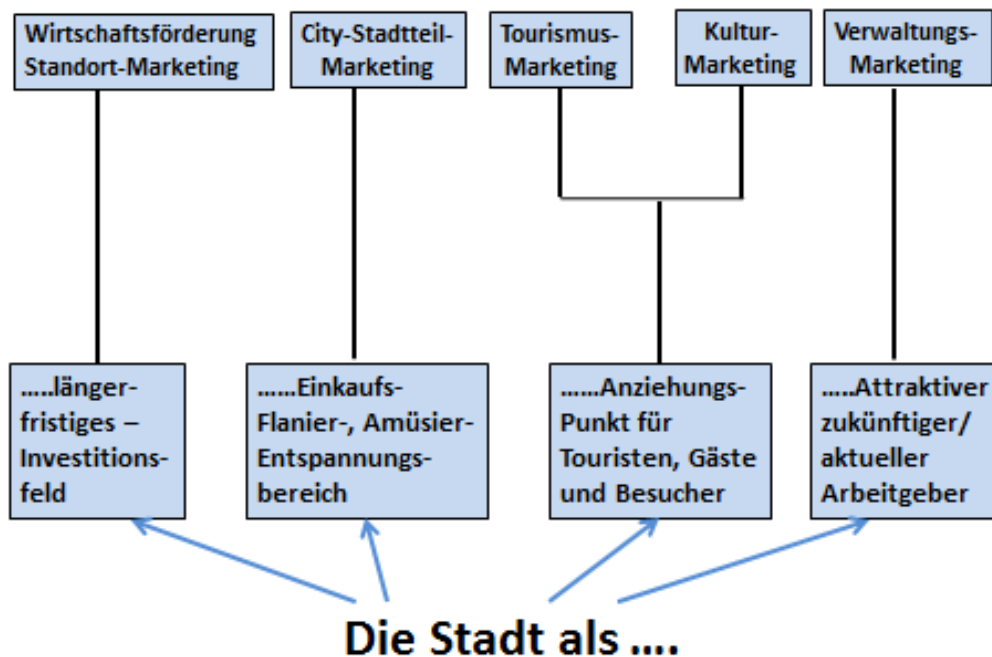 Wirtschaftsförderung
Standort-Marketing
City-Stadtteil-
Marketing
Tourismus-
Marketing
Kultur-
Marketing
Verwaltungs-
Marketing
.....länger-
fristiges –
Investitions-
feld
......Einkaufs-
Flanier-, Amüsier-
Entspannungs-
bereich
......Anziehungs-
Punkt für
Touristen, Gäste
und Besucher
.....Attraktiver
zukünftiger/
aktueller
Arbeitgeber
Die Stadt als ....